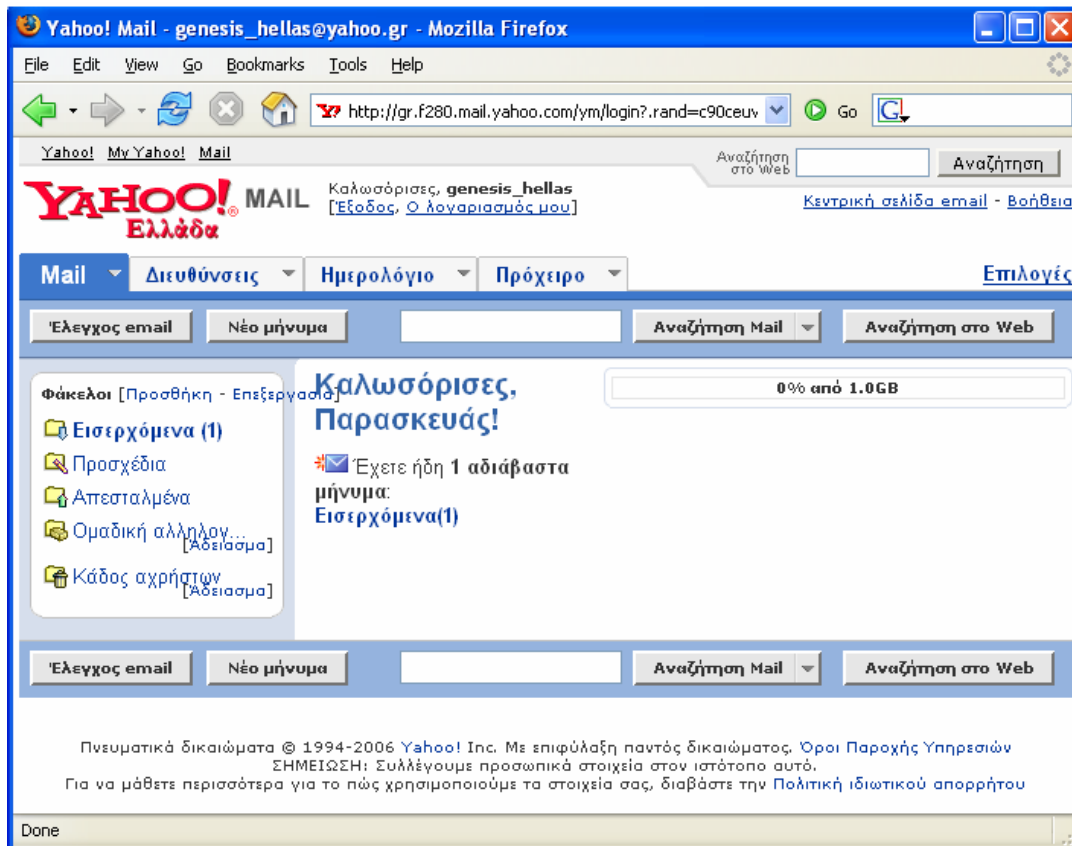 Yahoo! Mail - genesis_hellas@yahoo.gr - Mozilla Firefox
File Edit View Go Bookmarks Tools Help
http://gr.f280.mail.yahoo.com/ym/login?.rand=c90ceuv Go G
Yahoo! My Yahoo! Mail
Αναζήτηση στο Web Αναζήτηση
YAHOO!® MAIL
Ελλάδα
Καλωσόρισες, genesis_hellas
[Έξοδος, Ο λογαριασμός μου]
Κεντρική σελίδα email - Βοήθεια
Mail Διευθύνσεις Ημερολόγιο Πρόχειρο Επιλογές
Έλεγχος email Νέο μήνυμα Αναζήτηση Mail Αναζήτηση στο Web
Φάκελοι [Προσθήκη - Επεξεργασία]
Εισερχόμενα (1)
Προσχέδια
Απεσταλμένα
Ομαδική αλληλογ...
[Άδειασμα]
Κάδος αχρήστων
[Άδειασμα]
Καλωσόρισες,
Παρασκευάς!
Έχετε ήδη 1 αδιάβαστα
μήνυμα:
Εισερχόμενα(1)
0% από 1.0GB
Έλεγχος email Νέο μήνυμα Αναζήτηση Mail Αναζήτηση στο Web
Πνευματικά δικαιώματα © 1994-2006 Yahoo! Inc. Με επιφύλαξη παντός δικαιώματος. Όροι Παροχής Υπηρεσιών
ΣΗΜΕΙΩΣΗ: Συλλέγουμε προσωπικά στοιχεία στον ιστότοπο αυτό.
Για να μάθετε περισσότερα για το πώς χρησιμοποιούμε τα στοιχεία σας, διαβάστε την Πολιτική ιδιωτικού απορρήτου
Done